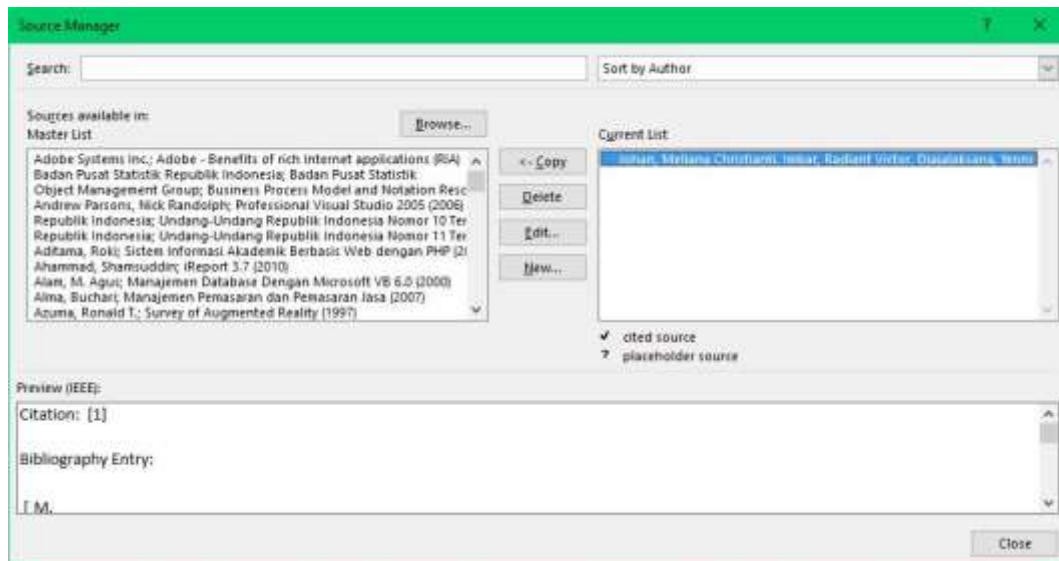 Source Manager
? ×
Search:
Sort by Author
Sources available in:
Master List
Browse...
Current List
Adobe Systems Inc.; Adobe - Benefits of rich internet applications (RIA)
Badan Pusat Statistik Republik Indonesia; Badan Pusat Statistik
Object Management Group; Business Process Model and Notation Resc
Andrew Parsons, Nick Randolph; Professional Visual Studio 2005 (2006)
Republik Indonesia; Undang-Undang Republik Indonesia Nomor 10 Ter
Republik Indonesia; Undang-Undang Republik Indonesia Nomor 11 Ter
Aditama, Roki; Sistem Informasi Akademik Berbasis Web dengan PHP (2(
Ahammad, Shamsuddin; iReport 3.7 (2010)
Alam, M. Agus; Manajemen Database Dengan Microsoft VB 6.0 (2000)
Alma, Buchari; Manajemen Pemasaran dan Pemasaran Jasa (2007)
Azuma, Ronald T.; Survey of Augmented Reality (1997)
<- Copy
Delete
Edit...
New...
Johan, Meliana Christianti, Radiant Victor,
✓ cited source
? placeholder source
Preview (IEEE):
Citation: [1]
Bibliography Entry:
[ M.
Close